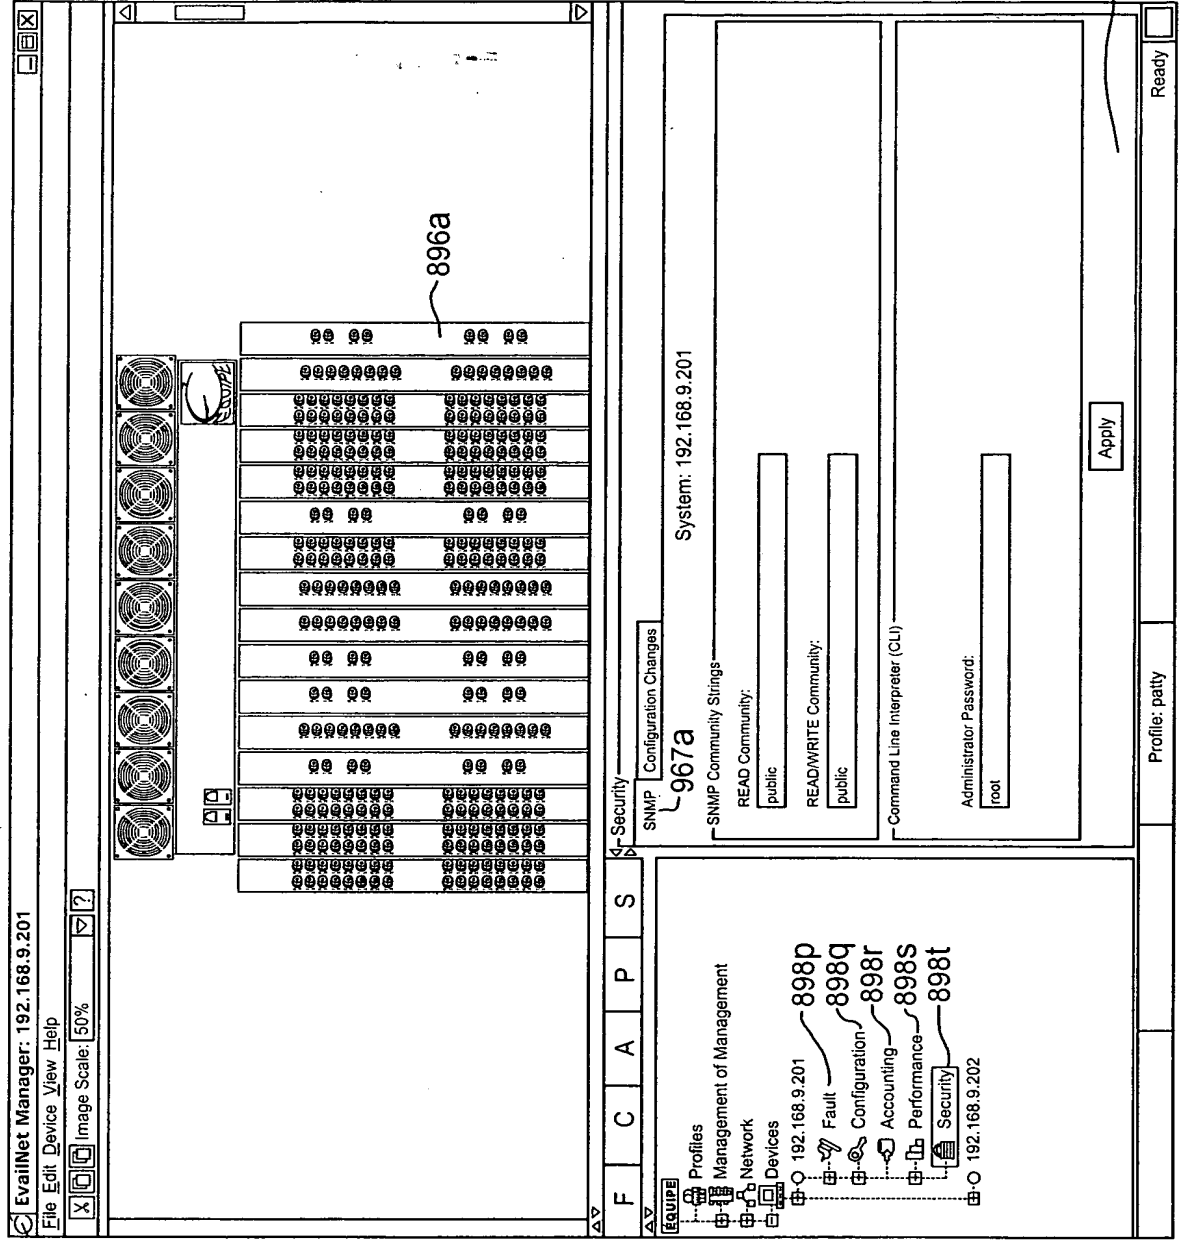 EvailNet Manager: 192.168.9.201
File Edit Device View Help
X Image Scale: 50% ?
896a
F C A P S
EQUIPE
Profiles
Management of Management
Network
Devices
192.168.9.201
Fault 898p
Configuration 898q
Accounting 898r
Performance 898s
Security 898t
192.168.9.202
Security
SNMP Configuration Changes
967a
System: 192.168.9.201
SNMP Community Strings
READ Community:
public
READ/WRITE Community:
public
Command Line Interpreter (CLI)
Administrator Password:
root
Apply
Profile: patty
Ready